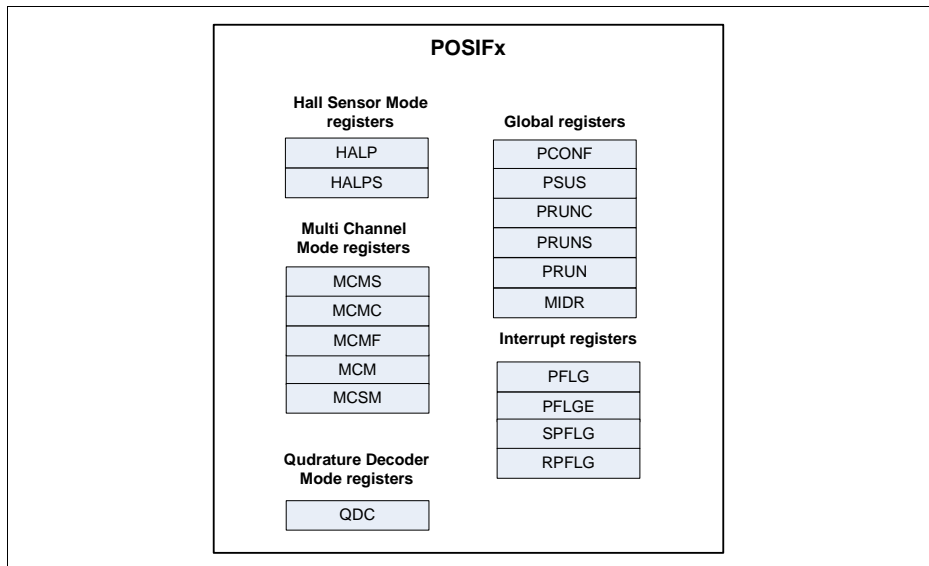 POSIFx
Hall Sensor Mode
registers
HALP
HALPS
Multi Channel
Mode registers
MCMS
MCMC
MCMF
MCM
MCSM
Qudrature Decoder
Mode registers
QDC
Global registers
PCONF
PSUS
PRUNC
PRUNS
PRUN
MIDR
Interrupt registers
PFLG
PFLGE
SPFLG
RPFLG